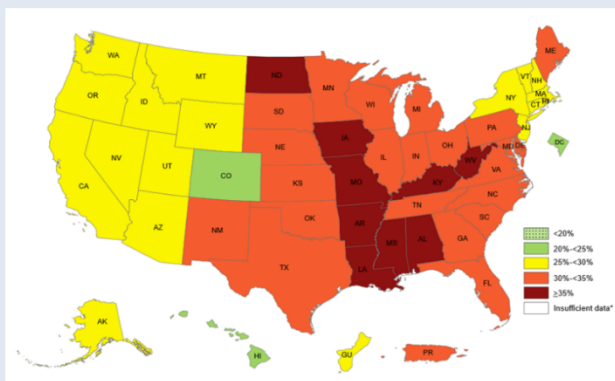 WA
MT
ND
MN
ME
OR
ID
SD
WI
MI
VT
NH
NY
MA
RI
CT
WY
NE
IA
PA
NJ
NV
UT
CO
KS
MO
IL
IN
OH
WV
MD
DE
DC
VA
CA
KY
NC
AZ
NM
OK
AR
TN
SC
TX
LA
MS
AL
GA
FL
AK
HI
GU
PR
<20%
20%-<25%
25%-<30%
30%-<35%
≥35%
Insufficient data*